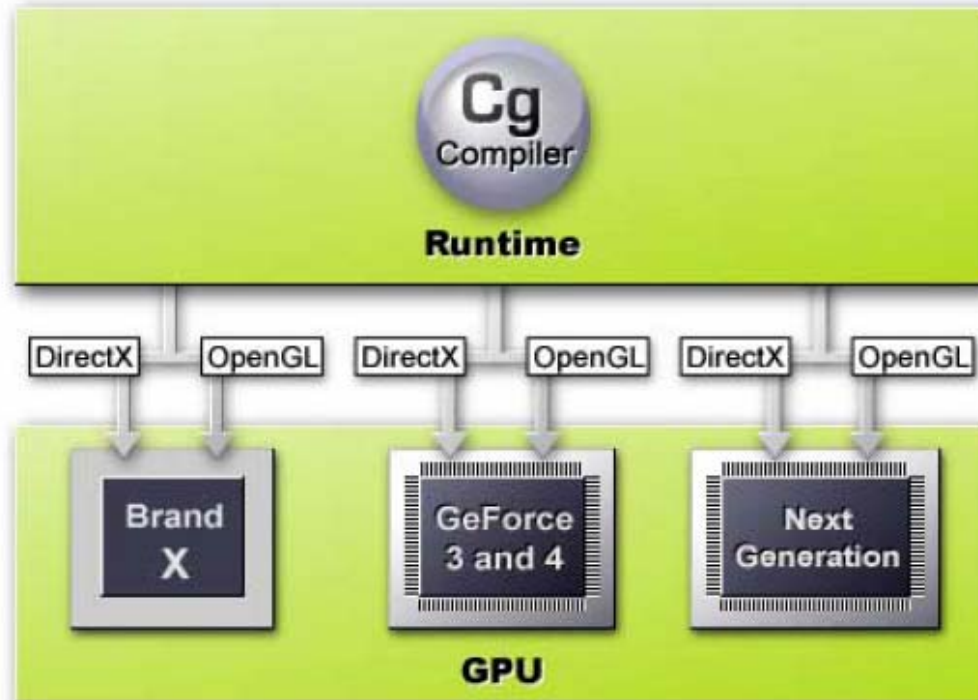 Cg
Compiler
Runtime
DirectX OpenGL DirectX OpenGL DirectX OpenGL
Brand
X
GeForce
3 and 4
Next
Generation
GPU